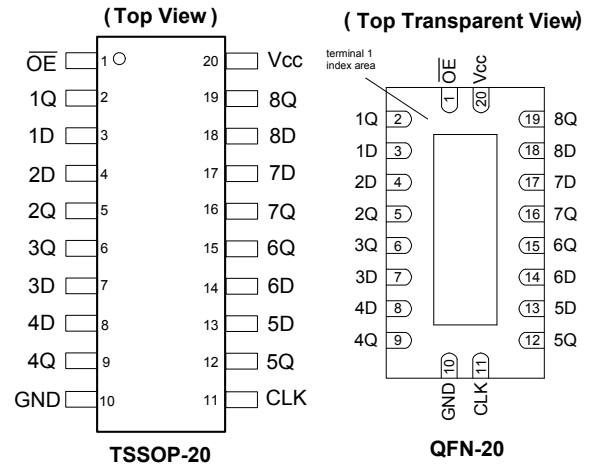 (Top View)
OE 1 20 Vcc
1Q 2 19 8Q
1D 3 18 8D
2D 4 17 7D
2Q 5 16 7Q
3Q 6 15 6Q
3D 7 14 6D
4D 8 13 5D
4Q 9 12 5Q
GND 10 11 CLK
TSSOP-20
( Top Transparent View)
terminal 1
index area
OE Vcc
1 20
1Q 2 19 8Q
1D 3 18 8D
2D 4 17 7D
2Q 5 16 7Q
3Q 6 15 6Q
3D 7 14 6D
4D 8 13 5D
4Q 9 12 5Q
10 11
GND CLK
QFN-20